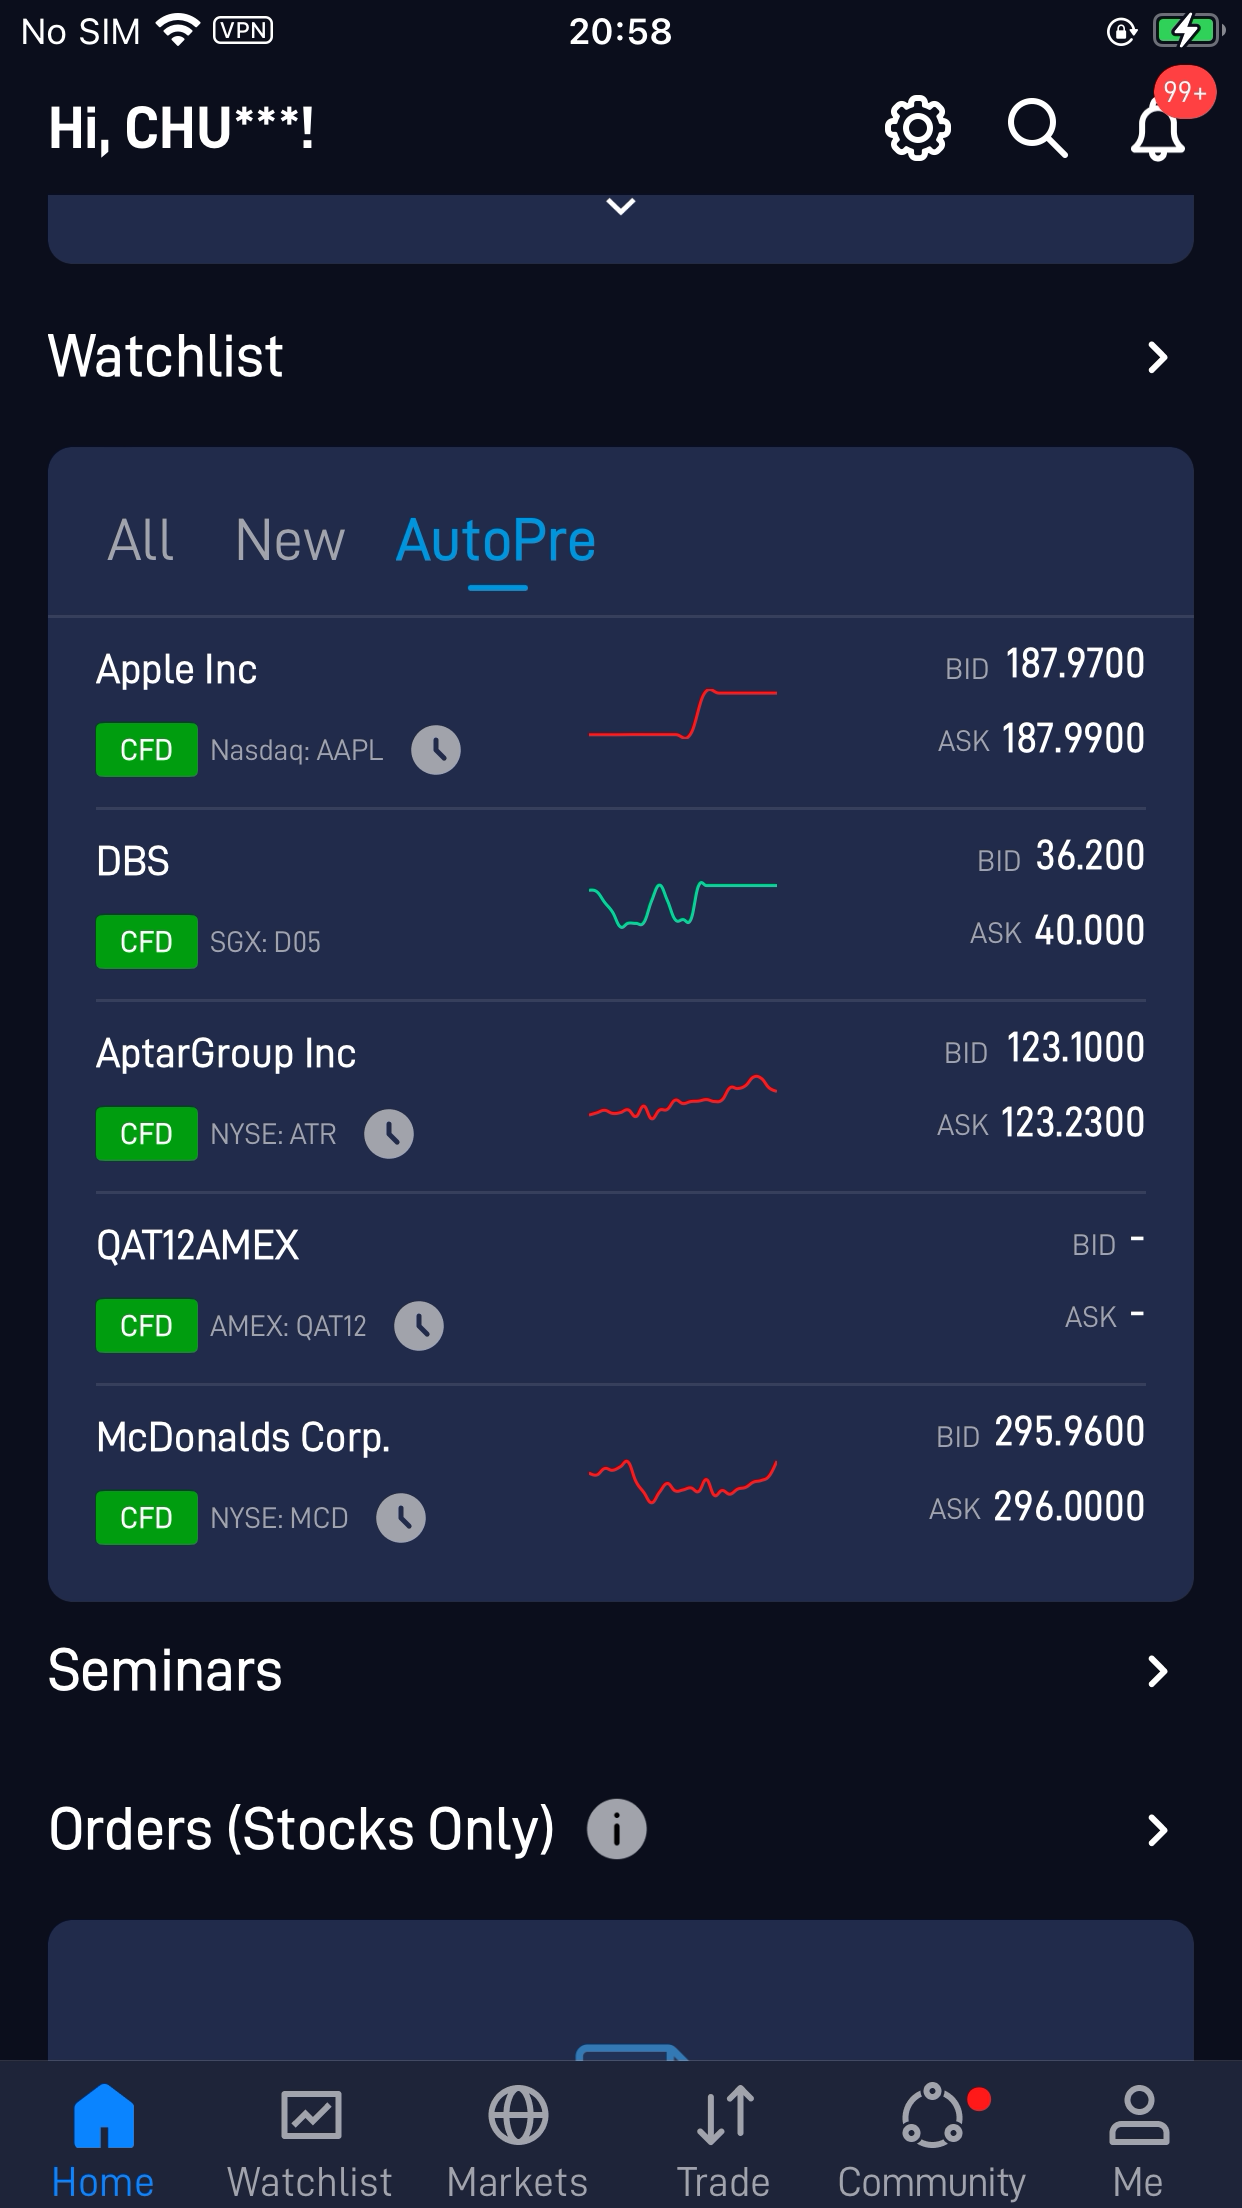 No SIM VPN 20:58
Hi, CHU***! 99+
Watchlist
All New AutoPre
Apple Inc BID 187.9700
CFD Nasdaq: AAPL ASK 187.9900
DBS BID 36.200
CFD SGX: D05 ASK 40.000
AptarGroup Inc BID 123.1000
CFD NYSE: ATR ASK 123.2300
QAT12AMEX BID -
CFD AMEX: QAT12 ASK -
McDonalds Corp. BID 295.9600
CFD NYSE: MCD ASK 296.0000
Seminars
Orders (Stocks Only)
Home Watchlist Markets Trade Community Me